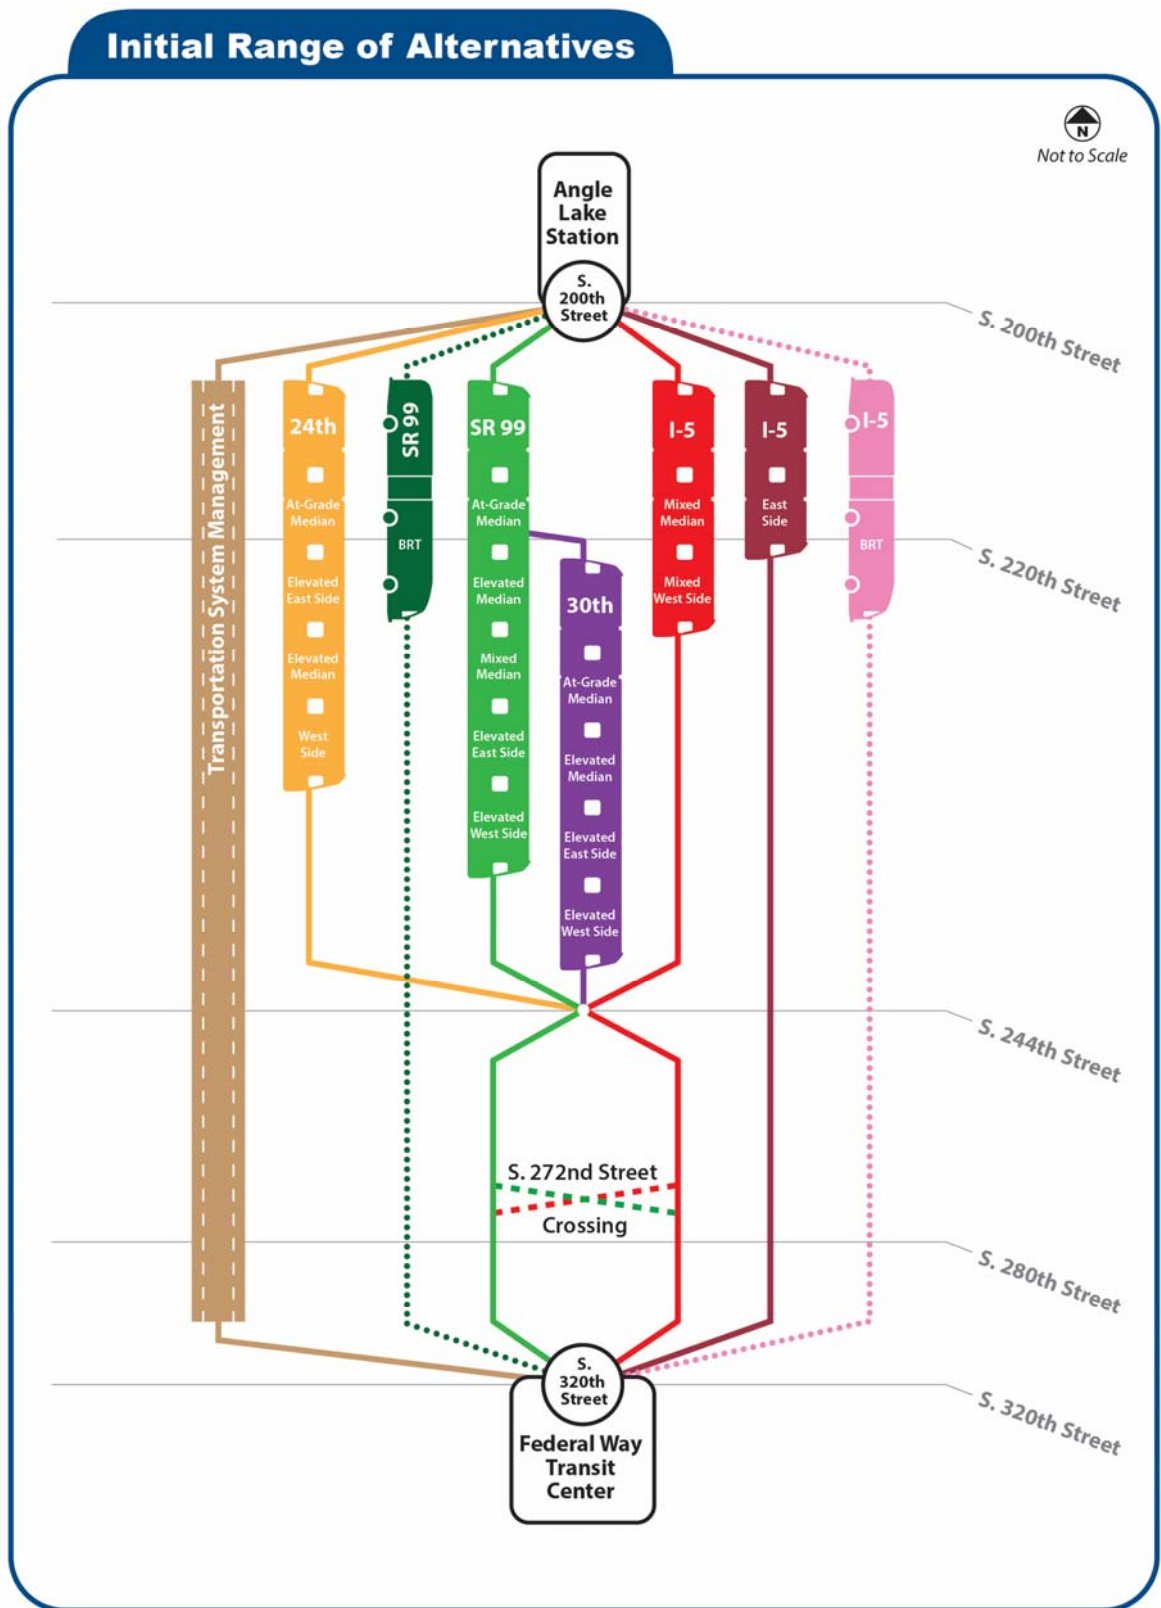 Initial Range of Alternatives
N
Not to Scale
Angle
Lake
Station
S.
200th
Street
S. 200th Street
Transportation System Management
24th
At-Grade
Median
Elevated
East Side
Elevated
Median
West
Side
SR 99
BRT
SR 99
At-Grade
Median
Elevated
Median
Mixed
Median
Elevated
East Side
Elevated
West Side
30th
At-Grade
Median
Elevated
Median
Elevated
East Side
Elevated
West Side
I-5
Mixed
Median
Mixed
West Side
I-5
East
Side
I-5
BRT
S. 220th Street
S. 244th Street
S. 272nd Street
Crossing
S. 280th Street
S.
320th
Street
S. 320th Street
Federal Way
Transit
Center